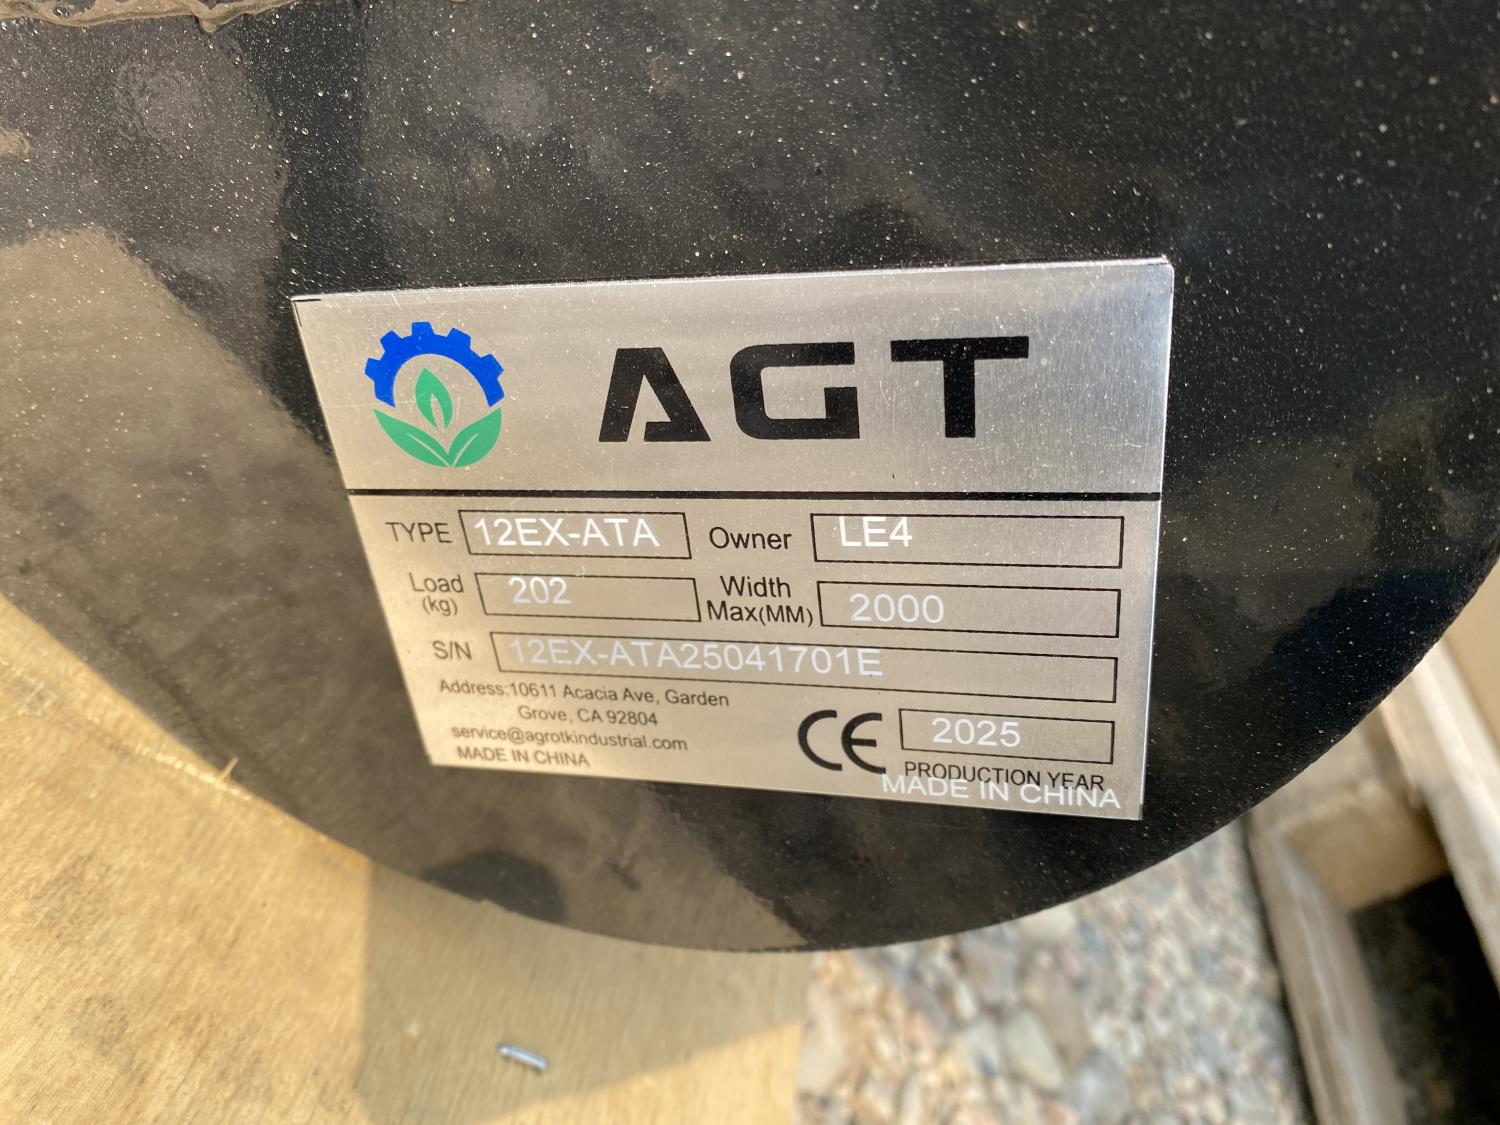 AGT
TYPE 12EX-ATA Owner LE4
Load (kg) 202 Width Max(MM) 2000
S/N 12EX-ATA25041701E
Address:10611 Acacia Ave, Garden
Grove, CA 92804
service@agrotkindustrial.com
MADE IN CHINA
CE 2025
PRODUCTION YEAR
MADE IN CHINA